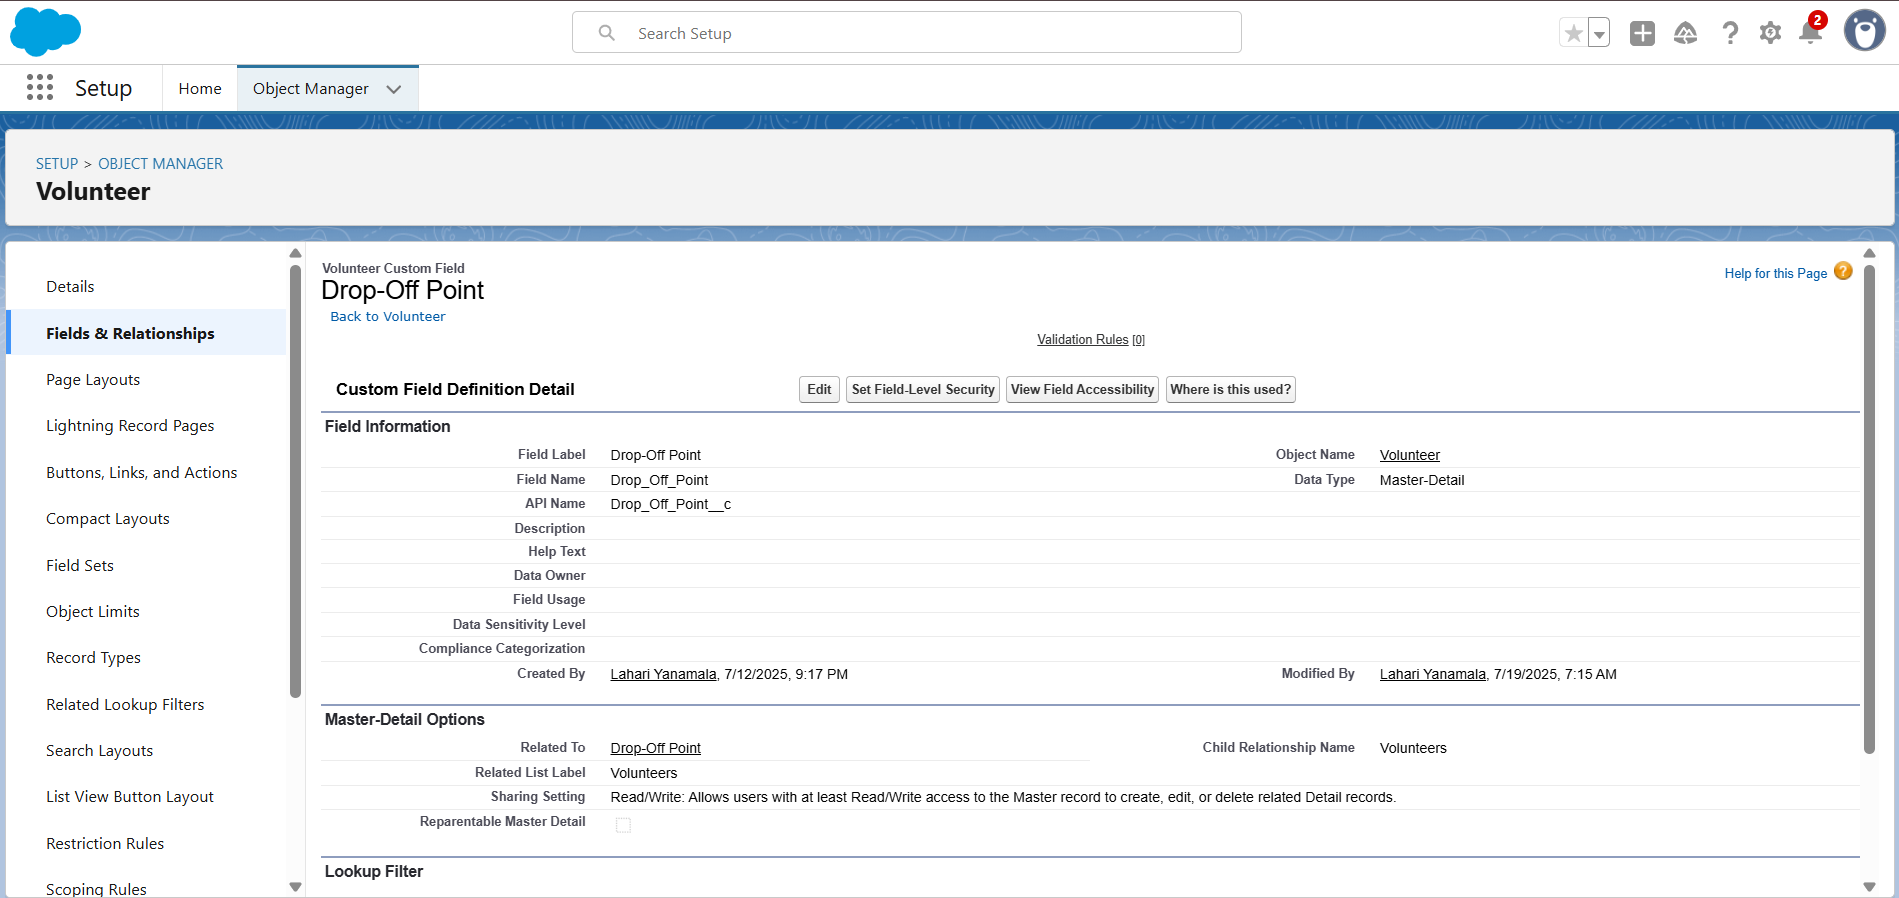 Search Setup
2
Setup
Home
Object Manager
SETUP > OBJECT MANAGER
Volunteer
Details
Fields & Relationships
Page Layouts
Lightning Record Pages
Buttons, Links, and Actions
Compact Layouts
Field Sets
Object Limits
Record Types
Related Lookup Filters
Search Layouts
List View Button Layout
Restriction Rules
Scoping Rules
Volunteer Custom Field
Drop-Off Point
Back to Volunteer
Help for this Page ?
Validation Rules [0]
Custom Field Definition Detail
Edit
Set Field-Level Security
View Field Accessibility
Where is this used?
Field Information
Field Label Drop-Off Point Object Name Volunteer
Field Name Drop_Off_Point Data Type Master-Detail
API Name Drop_Off_Point__c
Description
Help Text
Data Owner
Field Usage
Data Sensitivity Level
Compliance Categorization
Created By Lahari Yanamala, 7/12/2025, 9:17 PM Modified By Lahari Yanamala, 7/19/2025, 7:15 AM
Master-Detail Options
Related To Drop-Off Point Child Relationship Name Volunteers
Related List Label Volunteers
Sharing Setting Read/Write: Allows users with at least Read/Write access to the Master record to create, edit, or delete related Detail records.
Reparentable Master Detail
Lookup Filter